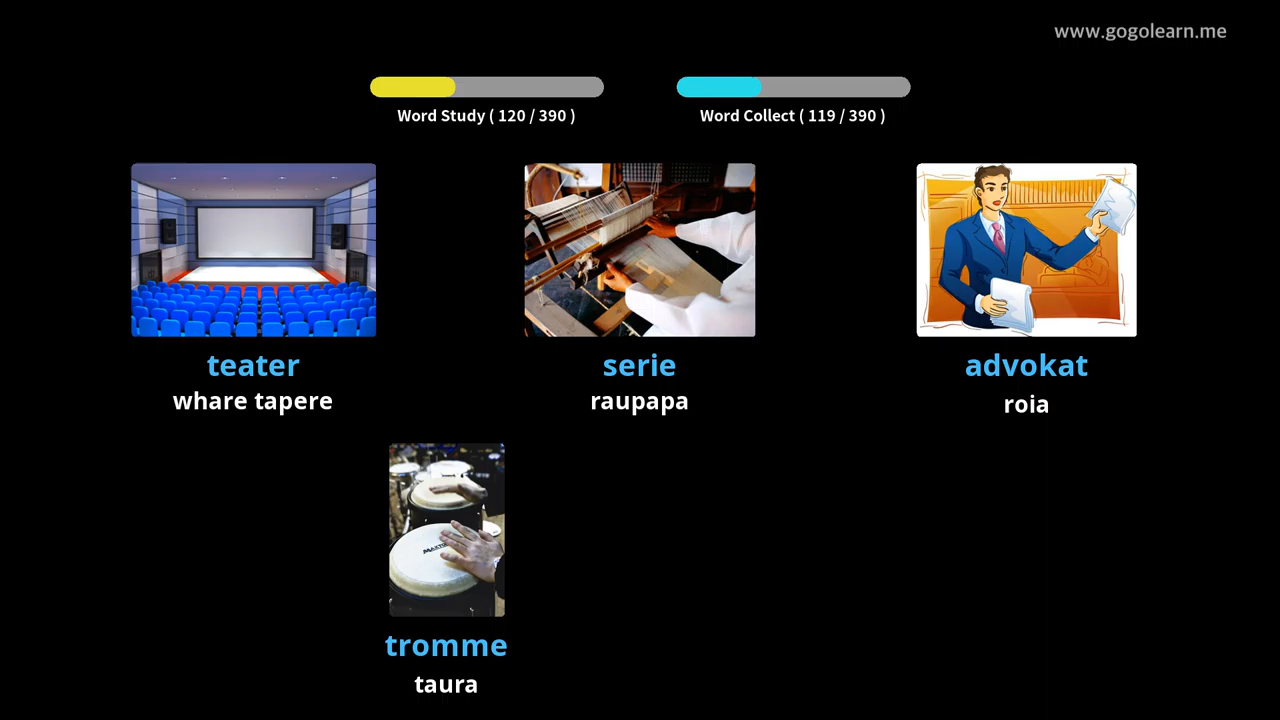 www.gogolearn.me
Word Study ( 120 / 390 )
Word Collect ( 119 / 390 )
teater
whare tapere
serie
raupapa
advokat
roia
tromme
taura